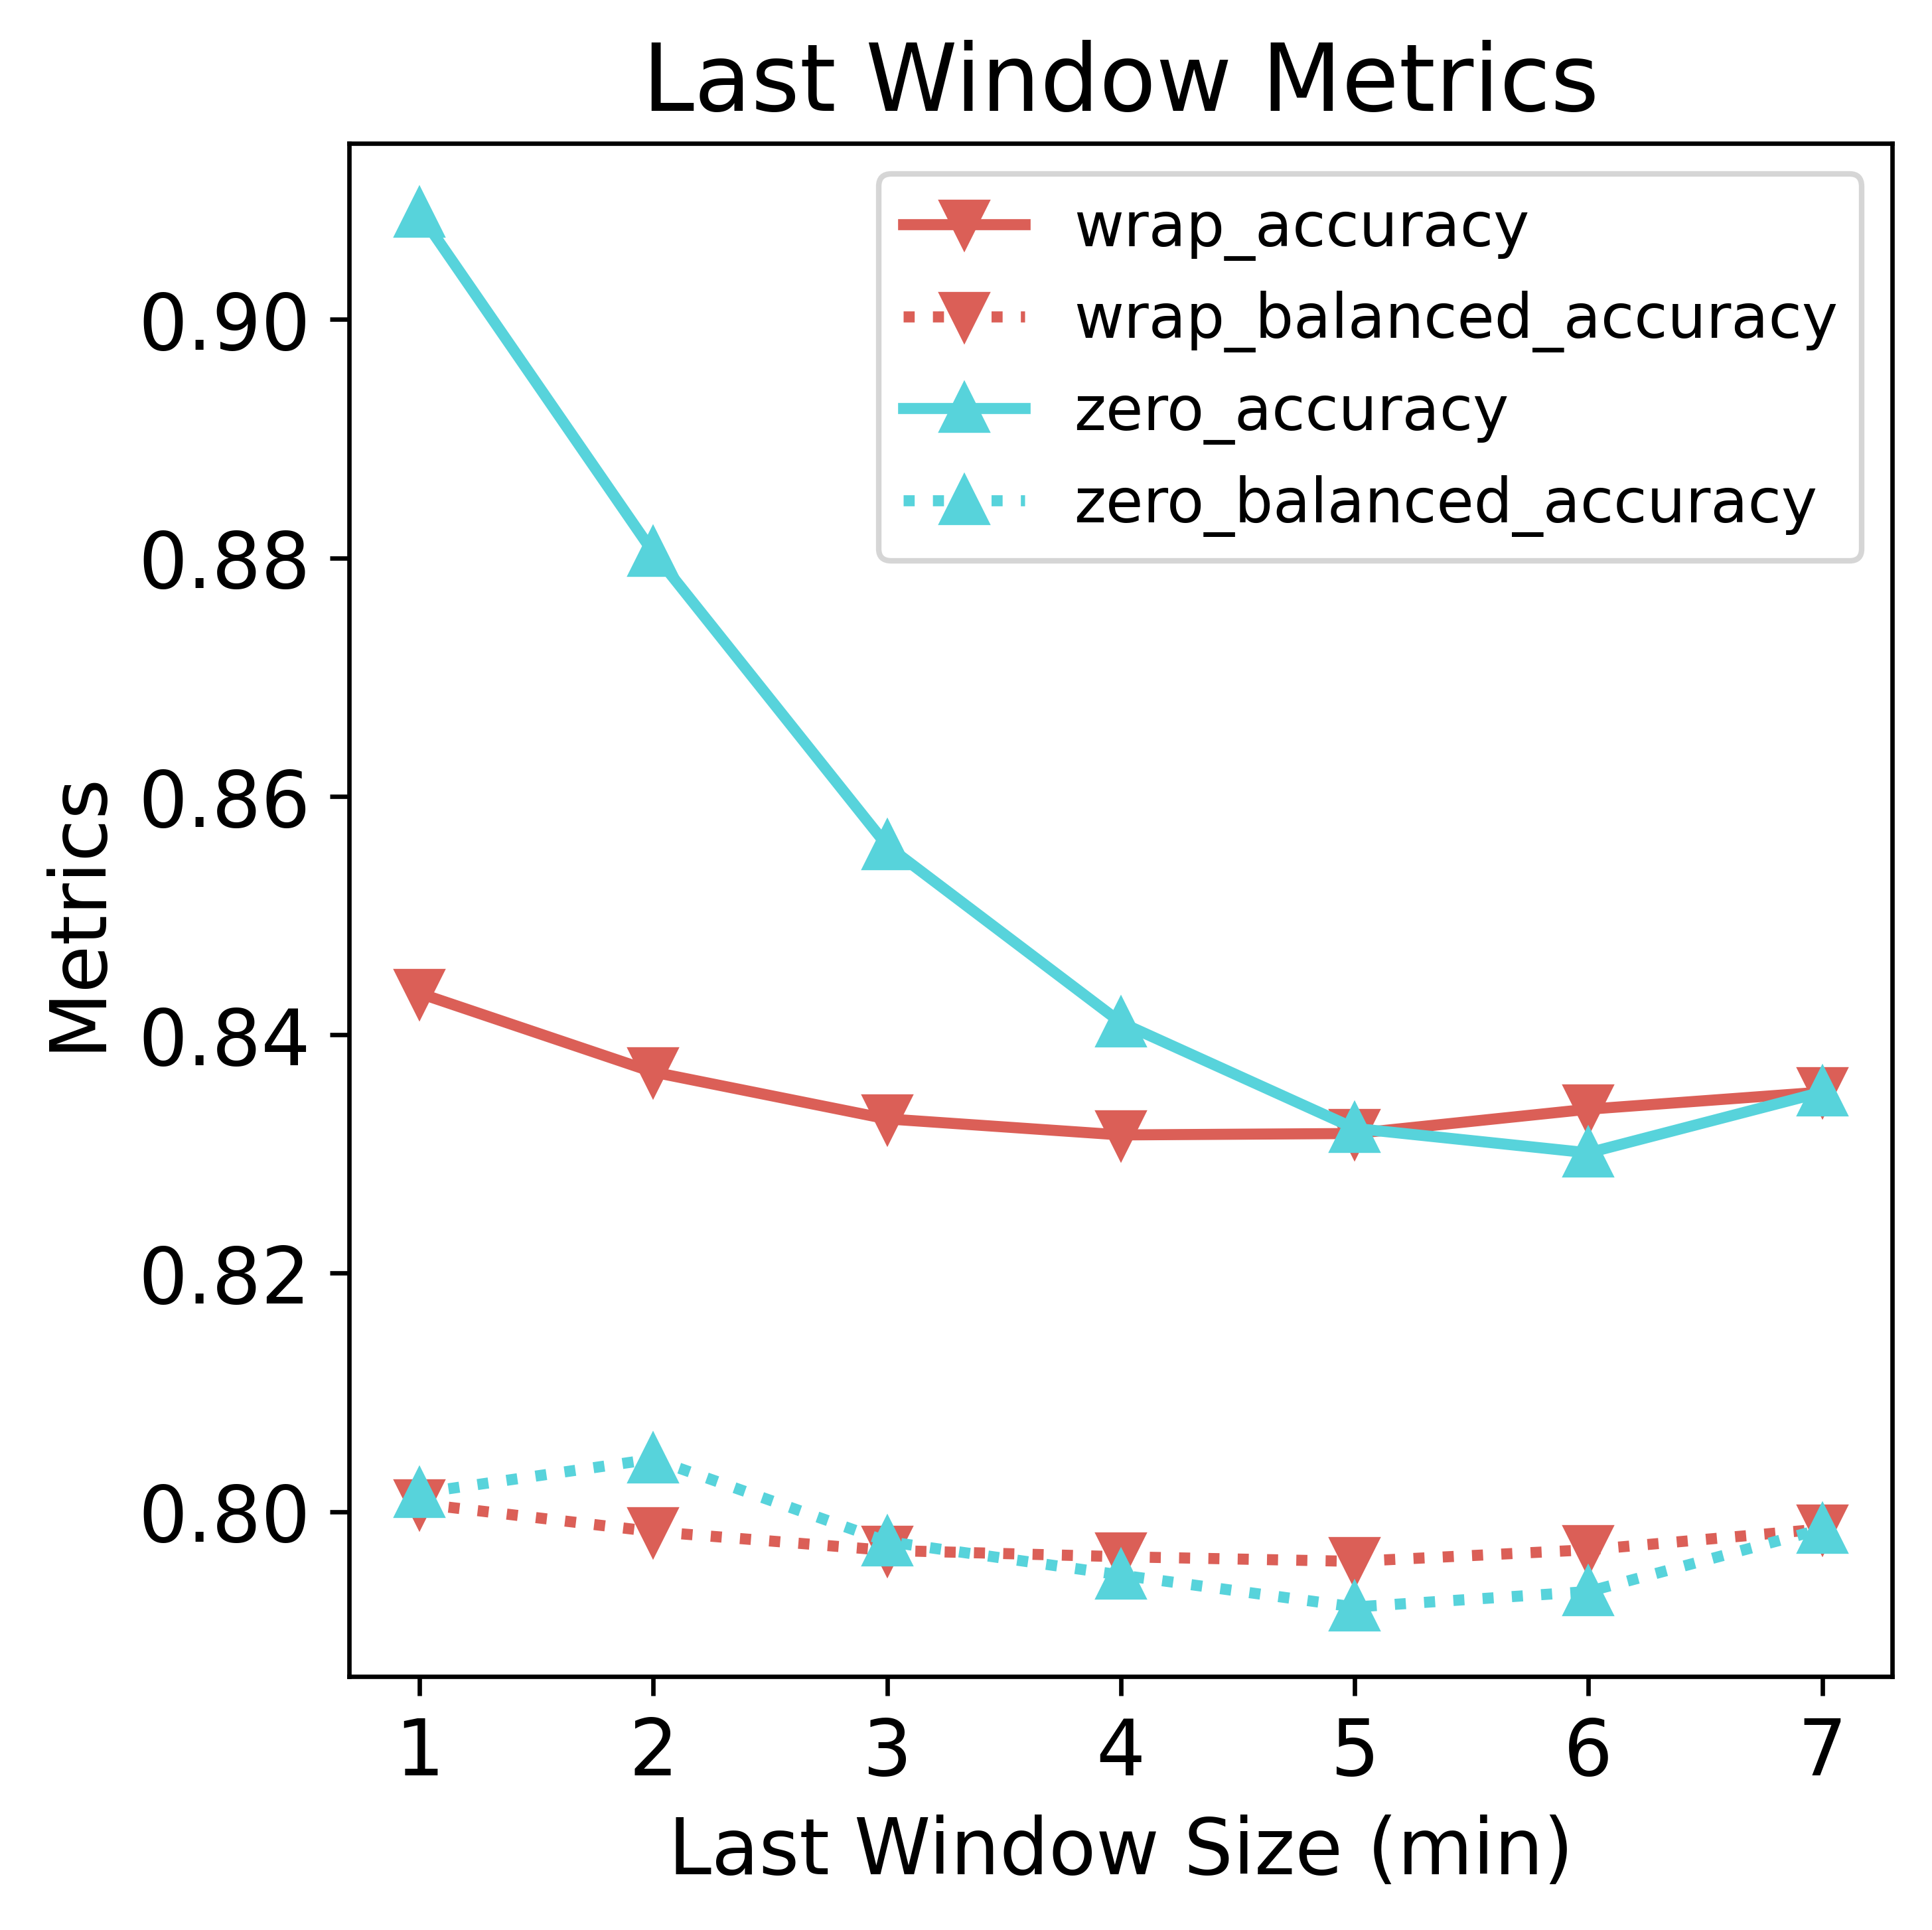 Last Window Metrics
wrap_accuracy
wrap_balanced_accuracy
zero_accuracy
zero_balanced_accuracy
Metrics
0.90
0.88
0.86
0.84
0.82
0.80
1 2 3 4 5 6 7
Last Window Size (min)